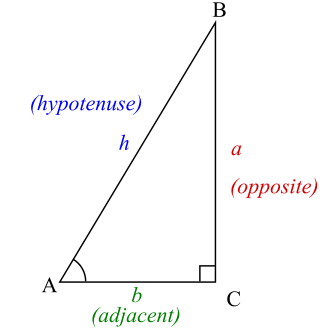 B
(hypotenuse)
h
a
(opposite)
A
b
C
(adjacent)